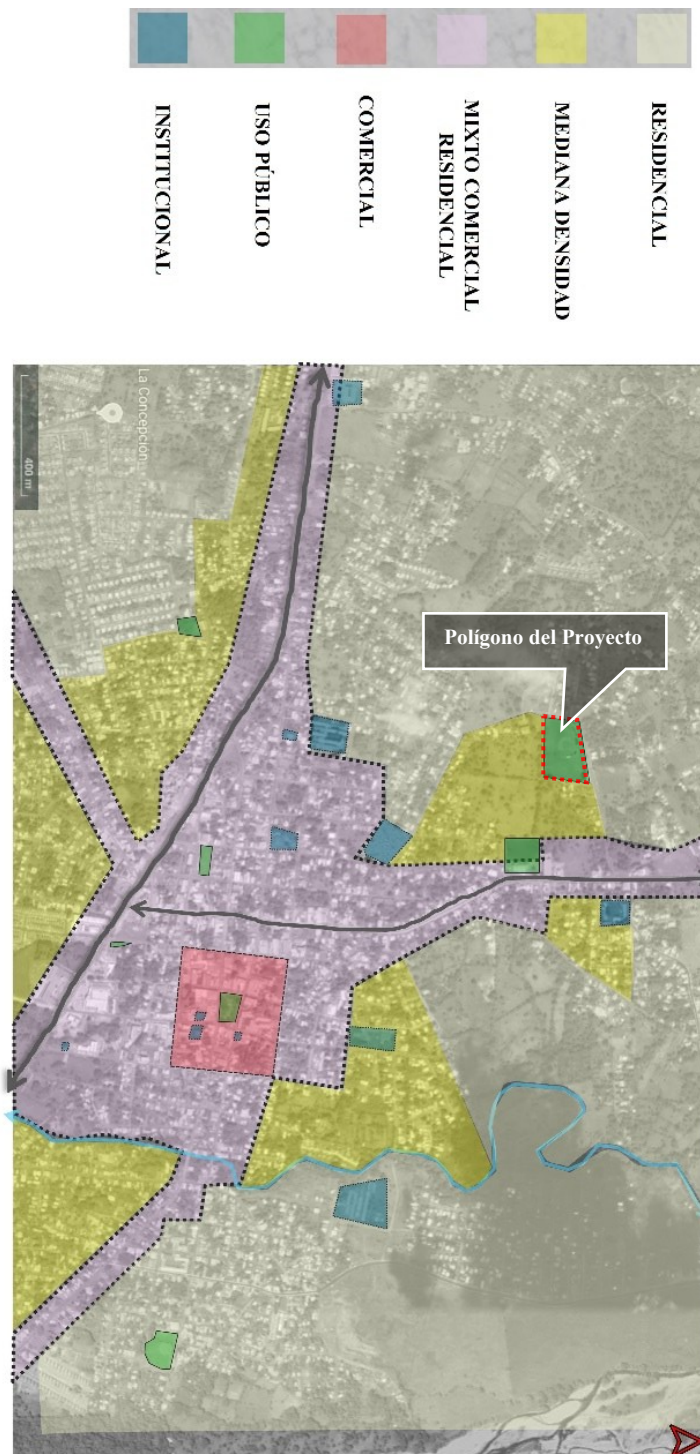 RESIDENCIAL
MEDIANA DENSIDAD
MIXTO COMERCIAL
RESIDENCIAL
COMERCIAL
USO PÚBLICO
INSTITUCIONAL
Polígono del Proyecto
La Concepción
400 m